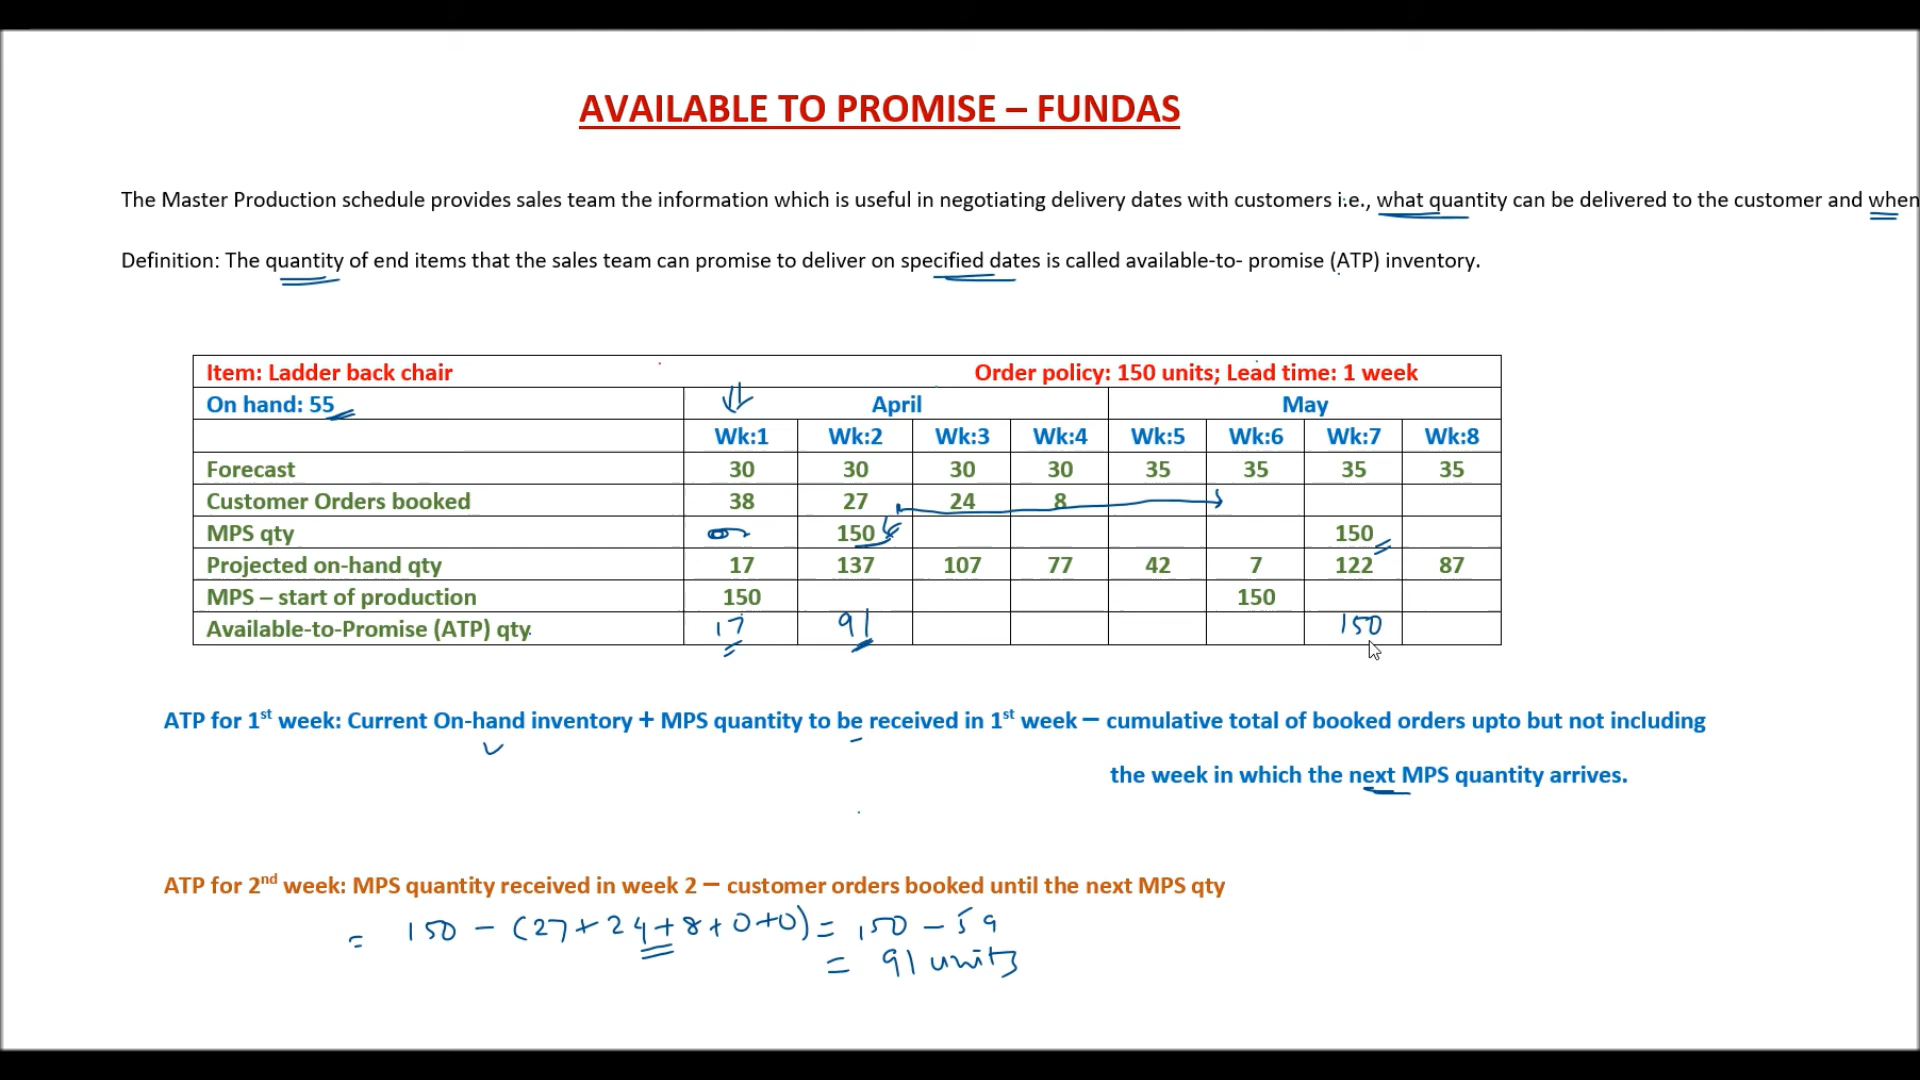 AVAILABLE TO PROMISE – FUNDAS
The Master Production schedule provides sales team the information which is useful in negotiating delivery dates with customers i.e., what quantity can be delivered to the customer and when
Definition: The quantity of end items that the sales team can promise to deliver on specified dates is called available-to- promise (ATP) inventory.
Item: Ladder back chair Order policy: 150 units; Lead time: 1 week
On hand: 55 April May
Wk:1 Wk:2 Wk:3 Wk:4 Wk:5 Wk:6 Wk:7 Wk:8
Forecast 30 30 30 30 35 35 35 35
Customer Orders booked 38 27 24 8
MPS qty 0 150 150
Projected on-hand qty 17 137 107 77 42 7 122 87
MPS – start of production 150 150
Available-to-Promise (ATP) qty 17 91 150
ATP for 1st week: Current On-hand inventory + MPS quantity to be received in 1st week – cumulative total of booked orders upto but not including
the week in which the next MPS quantity arrives.
ATP for 2nd week: MPS quantity received in week 2 – customer orders booked until the next MPS qty
= 150 - (27+24+8+0+0) = 150 - 59
= 91 units